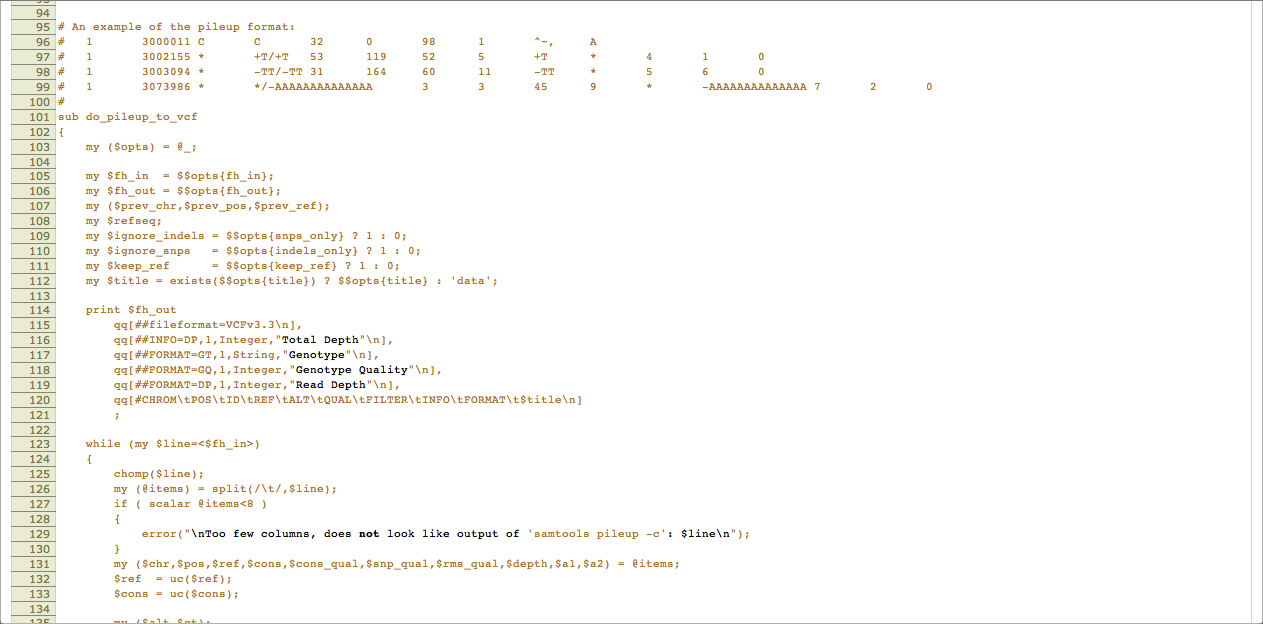 94
95 # An example of the pileup format:
96 #   1       3000011 C       C       32      0       98      1       ^~,     A
97 #   1       3002155 *       +T/+T   53      119     52      5       +T      *       4       1       0
98 #   1       3003094 *       -TT/-TT 31      164     60      11      -TT     *       5       6       0
99 #   1       3073986 *       */-AAAAAAAAAAAAAA       3       3       45      9       *       -AAAAAAAAAAAAAA 7       2       0
100 #
101 sub do_pileup_to_vcf
102 {
103     my ($opts) = @_;
104
105     my $fh_in  = $$opts{fh_in};
106     my $fh_out = $$opts{fh_out};
107     my ($prev_chr,$prev_pos,$prev_ref);
108     my $refseq;
109     my $ignore_indels = $$opts{snps_only} ? 1 : 0;
110     my $ignore_snps   = $$opts{indels_only} ? 1 : 0;
111     my $keep_ref      = $$opts{keep_ref} ? 1 : 0;
112     my $title = exists($$opts{title}) ? $$opts{title} : 'data';
113
114     print $fh_out
115         qq[##fileformat=VCFv3.3\n],
116         qq[##INFO=DP,1,Integer,"Total Depth"\n],
117         qq[##FORMAT=GT,1,String,"Genotype"\n],
118         qq[##FORMAT=GQ,1,Integer,"Genotype Quality"\n],
119         qq[##FORMAT=DP,1,Integer,"Read Depth"\n],
120         qq[#CHROM\tPOS\tID\tREF\tALT\tQUAL\tFILTER\tINFO\tFORMAT\t$title\n]
121         ;
122
123     while (my $line=<$fh_in>)
124     {
125         chomp($line);
126         my (@items) = split(/\t/,$line);
127         if ( scalar @items<8 )
128         {
129             error("\nToo few columns, does not look like output of 'samtools pileup -c': $line\n");
130         }
131         my ($chr,$pos,$ref,$cons,$cons_qual,$snp_qual,$rms_qual,$depth,$a1,$a2) = @items;
132         $ref  = uc($ref);
133         $cons = uc($cons);
134
135         my ($alt,$gt);